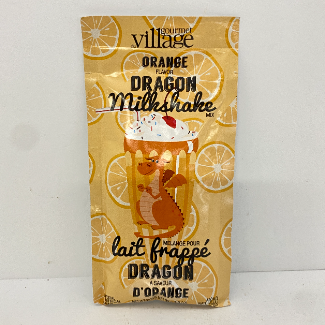 gourmet
village
ORANGE
FLAVOR
DRAGON
Milkshake
MIX
MÉLANGE POUR
lait frappé
DRAGON
À SAVEUR
D'ORANGE